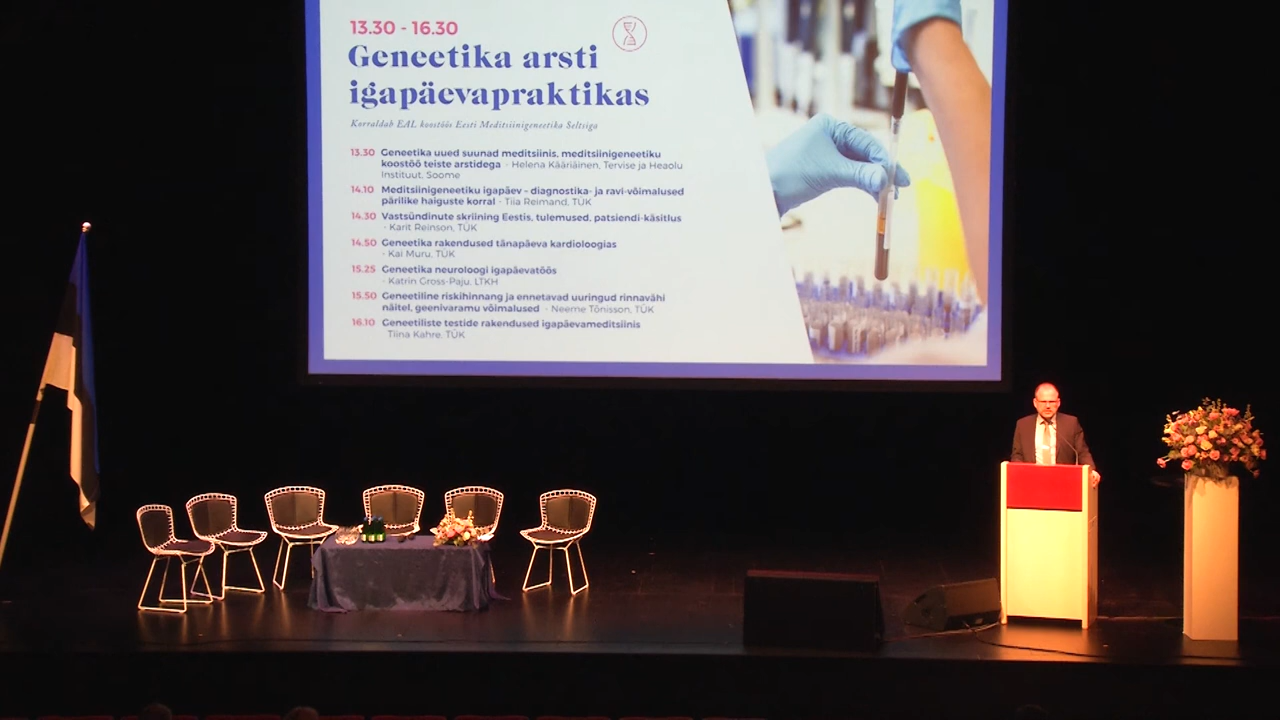 13.30 - 16.30
Geneetika arsti
igapäevapraktikas
Korraldab EAL koostöös Eesti Meditsiinigeneetika Seltsiga
13.30 Geneetika uued suunad meditsiinis, meditsiinigeneetiku
koostöö teiste arstidega - Helena Kääriäinen, Tervise ja Heaolu
Instituut, Soome
14.10 Meditsiinigeneetiku igapäev - diagnostika- ja ravi-võimalused
pärilike haiguste korral - Tiia Reimand, TÜK
14.30 Vastsündinute skriining Eestis, tulemused, patsiendi-käsitlus
- Karit Reinson, TÜK
14.50 Geneetika rakendused tänapäeva kardioloogias
- Kai Muru, TÜK
15.25 Geneetika neuroloogi igapäevatöös
- Katrin Gross-Paju, LTKH
15.50 Geneetiline riskihinnang ja ennetavad uuringud rinnavähi
näitel, geenivaramu võimalused - Neeme Tõnisson, TÜK
16.10 Geneetiliste testide rakendused igapäevameditsiinis
Tiina Kahre, TÜK